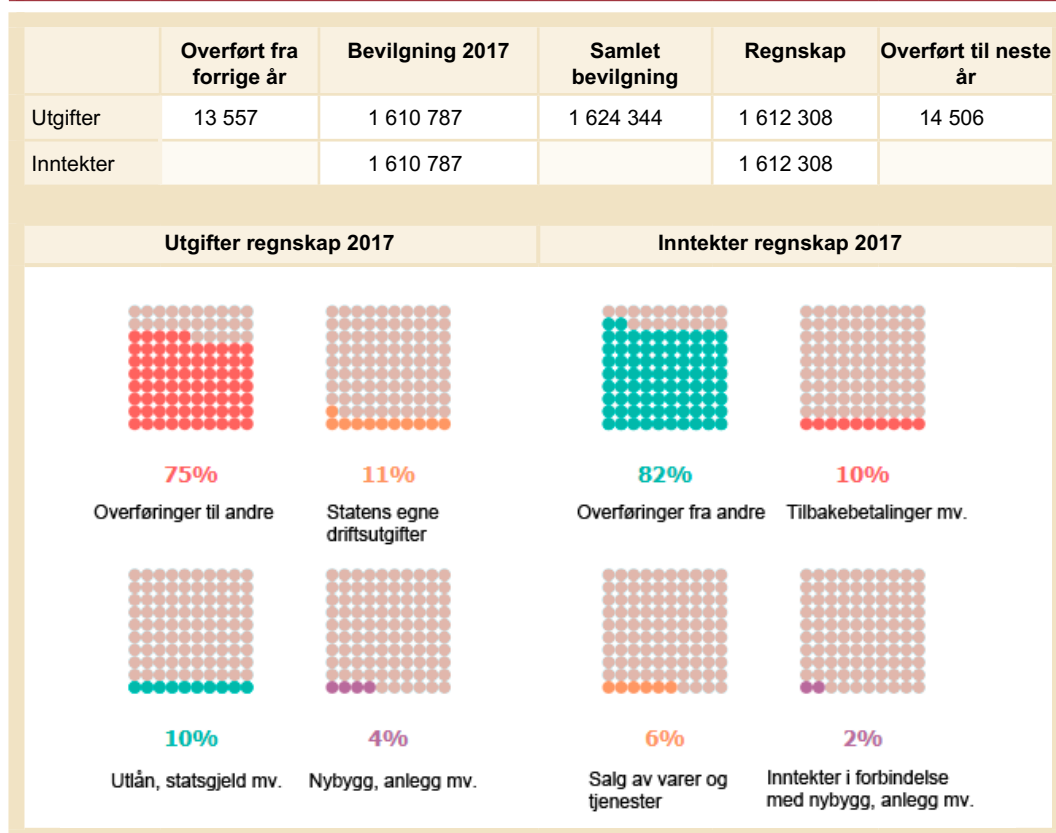 Overført fra forrige år Bevilgning 2017 Samlet bevilgning Regnskap Overført til neste år
Utgifter 13 557 1 610 787 1 624 344 1 612 308 14 506
Inntekter 1 610 787 1 612 308
Utgifter regnskap 2017 Inntekter regnskap 2017
75% 11% 82% 10%
Overføringer til andre Statens egne driftsutgifter Overføringer fra andre Tilbakebetalinger mv.
10% 4% 6% 2%
Utlån, statsgjeld mv. Nybygg, anlegg mv. Salg av varer og tjenester Inntekter i forbindelse med nybygg, anlegg mv.